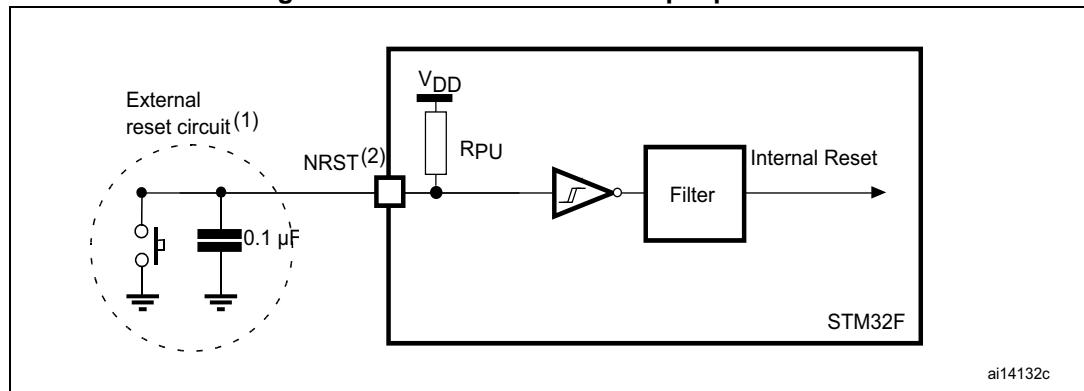 External
reset circuit(1)
NRST(2)
VDD
RPU
0.1 µF
Filter
Internal Reset
STM32F
ai14132c